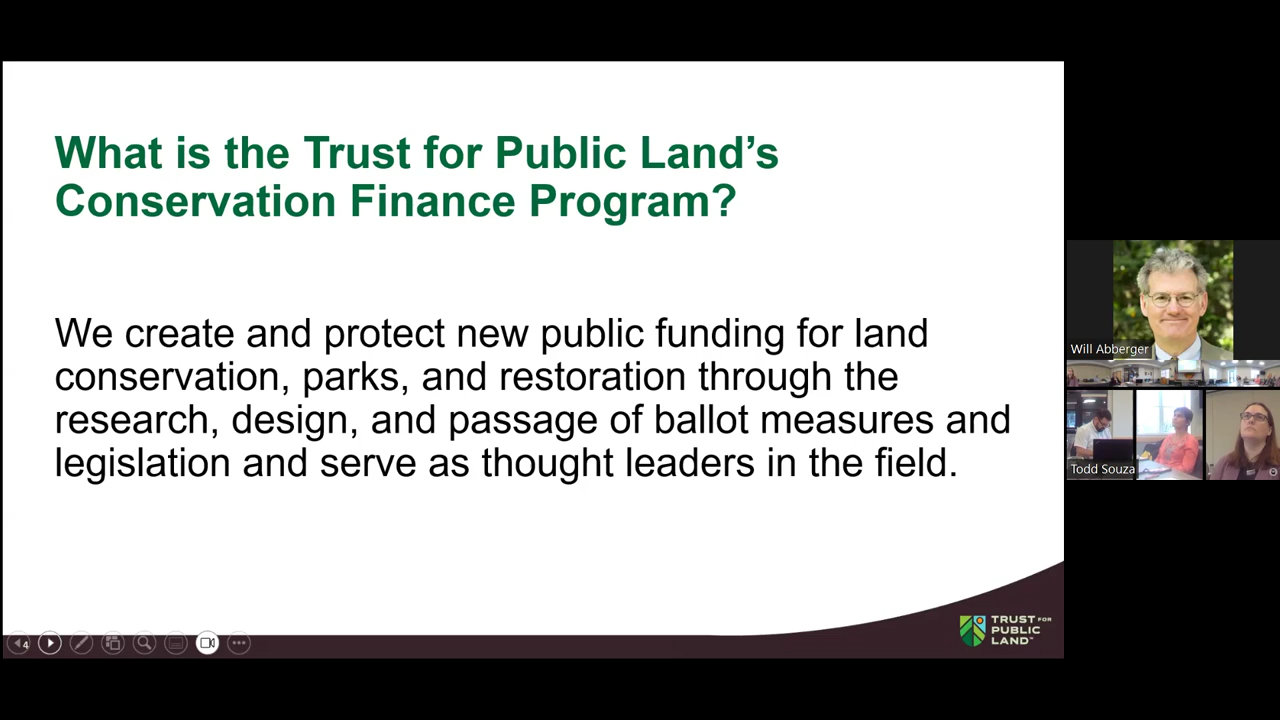 What is the Trust for Public Land’s
Conservation Finance Program?
We create and protect new public funding for land
conservation, parks, and restoration through the
research, design, and passage of ballot measures and
legislation and serve as thought leaders in the field.
4
TRUST FOR
PUBLIC
LAND™
Will Abberger
Todd Souza